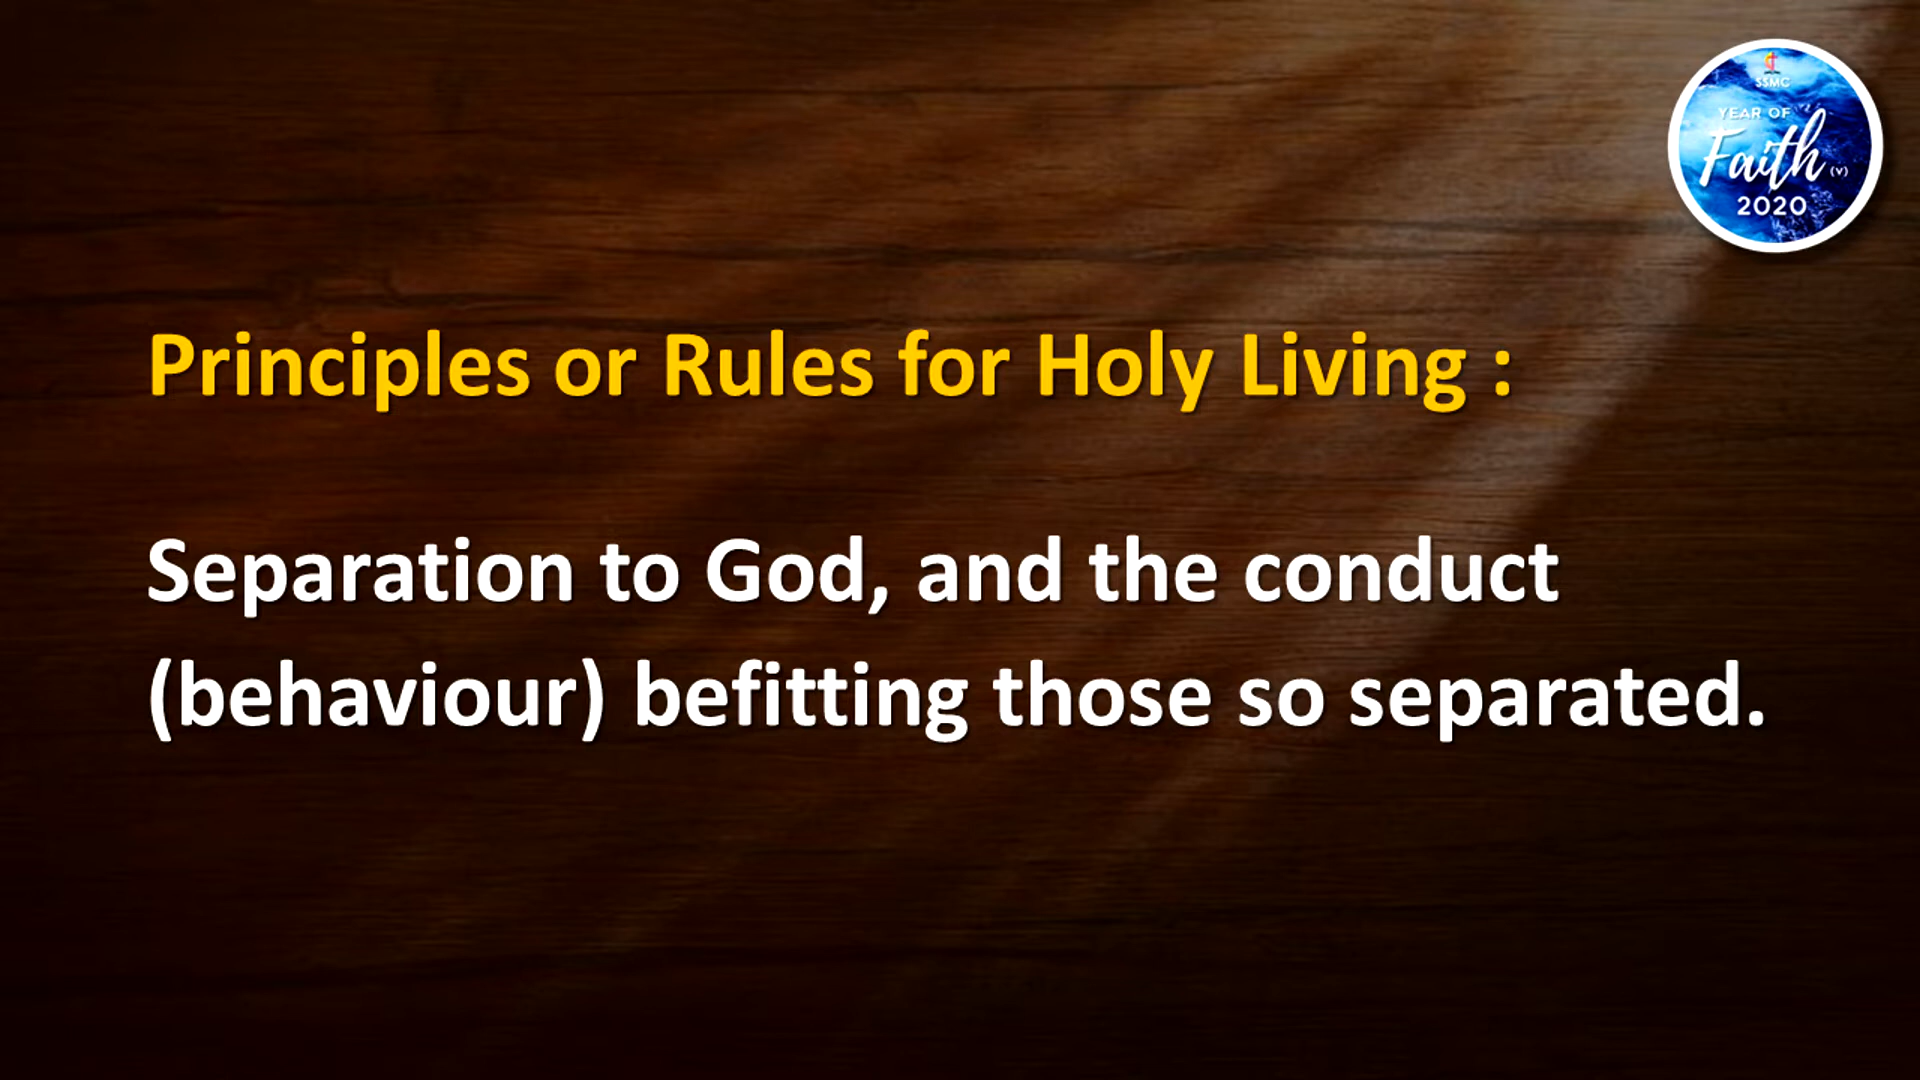 SSMC
YEAR OF
Faith (v)
2020
Principles or Rules for Holy Living :
Separation to God, and the conduct
(behaviour) befitting those so separated.